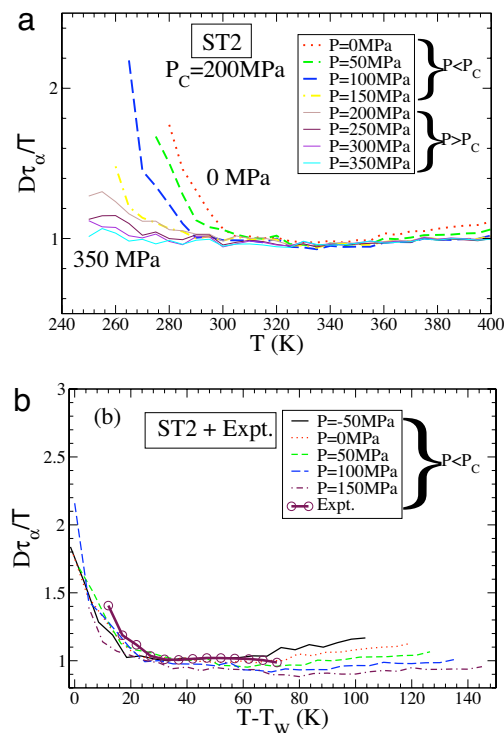 a
ST2
P_C=200MPa
P=0MPa
P=50MPa
P=100MPa
P=150MPa
P=200MPa
P=250MPa
P=300MPa
P=350MPa
P<P_C
P>P_C
0 MPa
350 MPa
Dτ_α/T
2
1
240 260 280 300 320 340 360 380 400
T (K)
b
(b)
ST2 + Expt.
P=-50MPa
P=0MPa
P=50MPa
P=100MPa
P=150MPa
Expt.
P<P_C
Dτ_α/T
3
2.5
2
1.5
1
0 20 40 60 80 100 120 140
T-T_W (K)